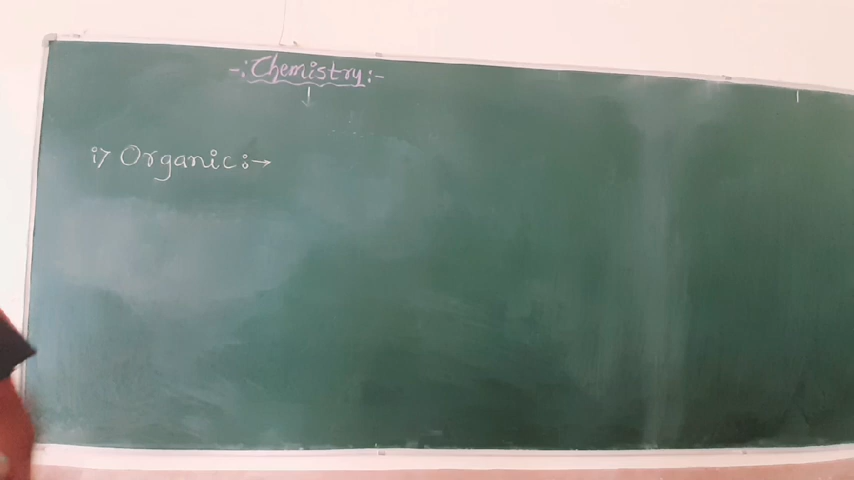 -:Chemistry:-
↓
i> Organic:→